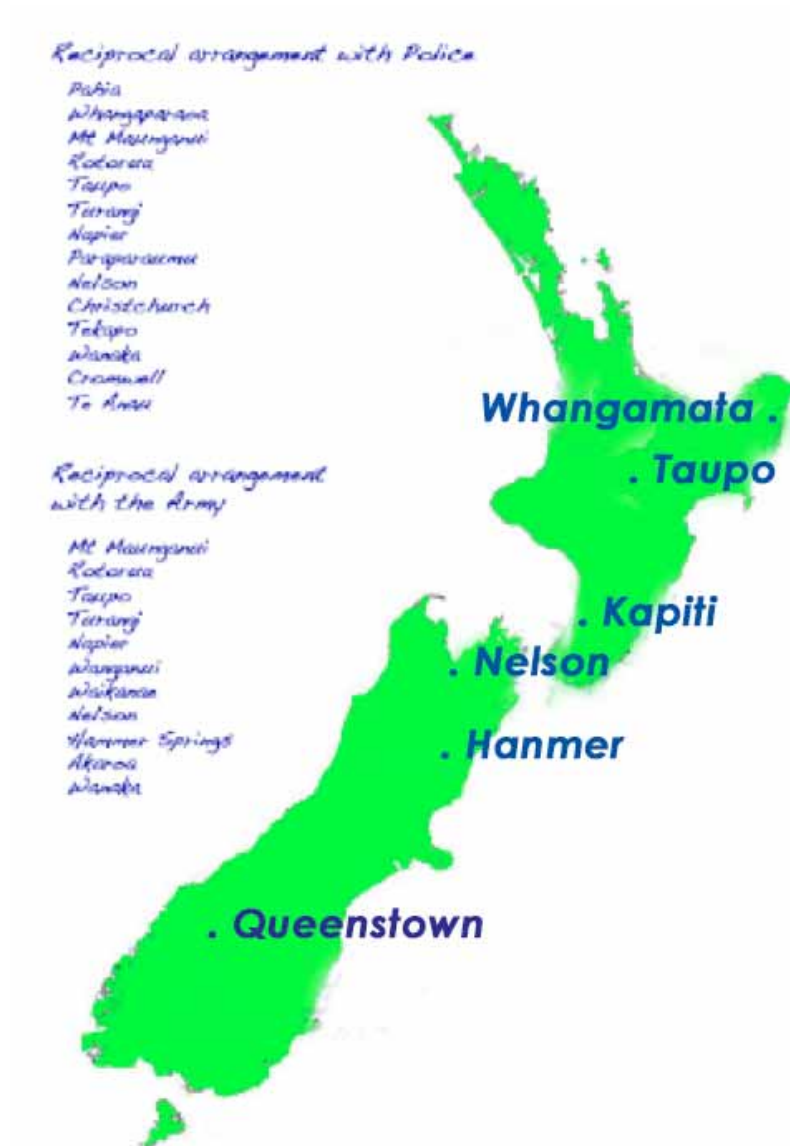 Reciprocal arrangement with Police
Pahia
Whangaparaoa
Mt Maunganui
Rotorua
Taupo
Turangi
Napier
Paraparaumu
Nelson
Christchurch
Tekapo
Wanaka
Cromwell
Te Anau
Reciprocal arrangement
with the Army
Mt Maunganui
Rotorua
Taupo
Turangi
Napier
Wanganui
Waikanae
Nelson
Hanmer Springs
Akaroa
Wanaka
Whangamata .
. Taupo
. Kapiti
. Nelson
. Hanmer
. Queenstown